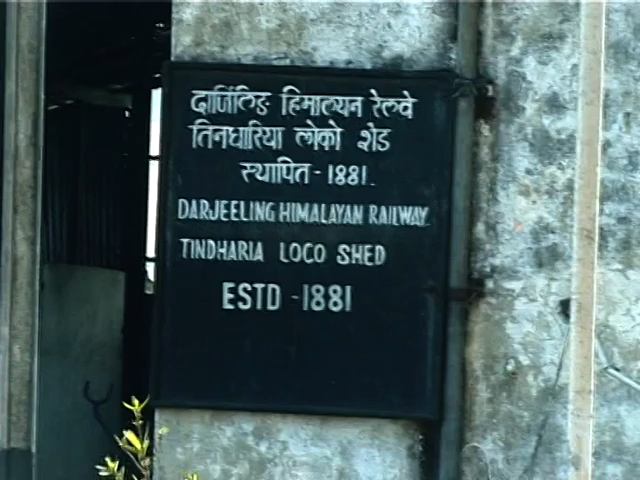 दार्जिलिङ हिमालयन रेलवे
तिनधारिया लोको शेड
स्थापित - 1881.
DARJEELING HIMALAYAN RAILWAY
TINDHARIA LOCO SHED
ESTD - 1881